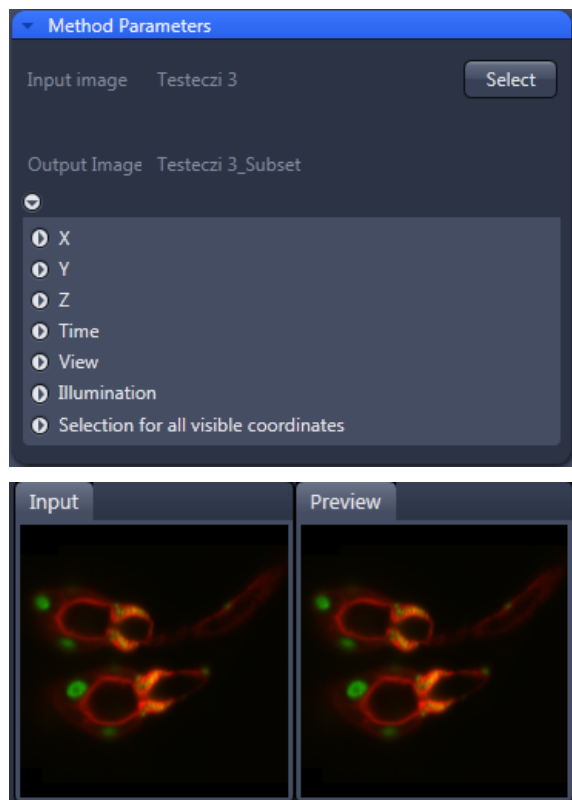 Method Parameters
Input image Testeczi 3 Select
Output Image Testeczi 3_Subset
X
Y
Z
Time
View
Illumination
Selection for all visible coordinates
Input Preview